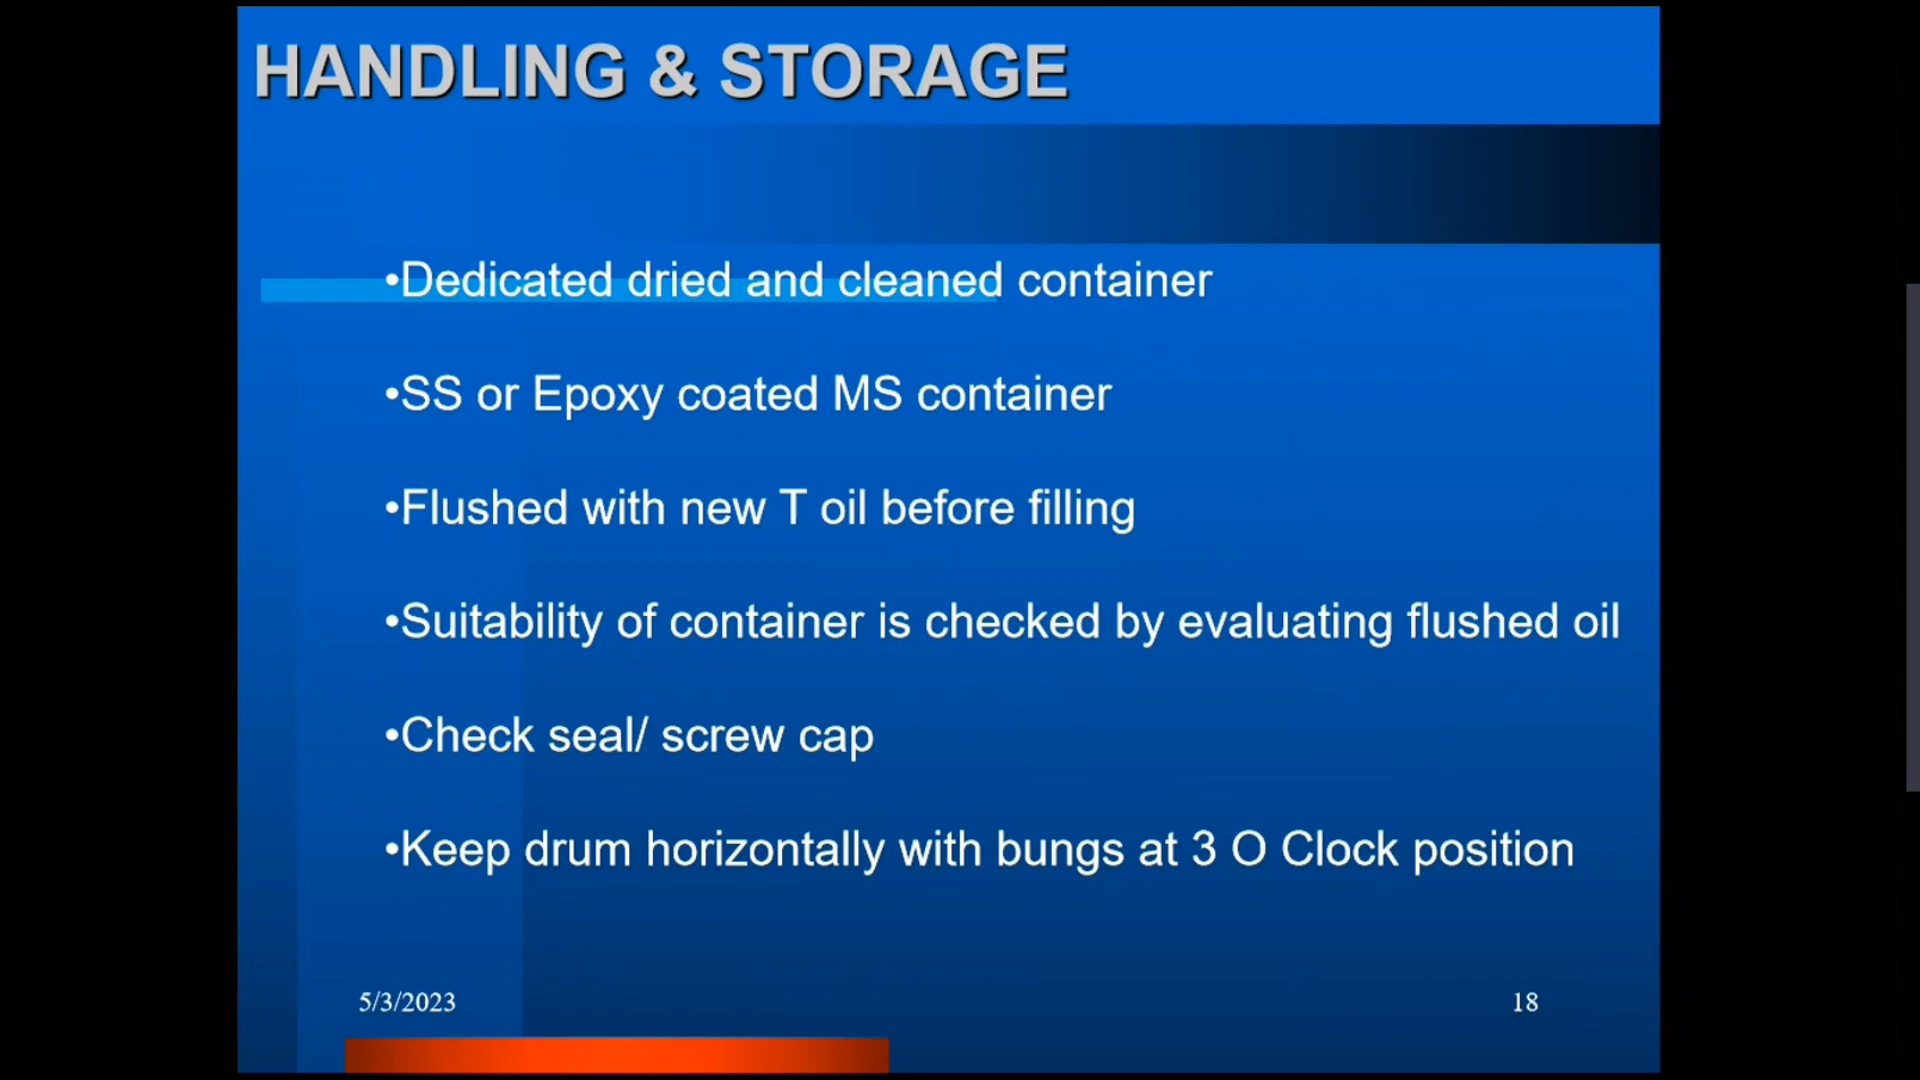 HANDLING & STORAGE
•Dedicated dried and cleaned container
•SS or Epoxy coated MS container
•Flushed with new T oil before filling
•Suitability of container is checked by evaluating flushed oil
•Check seal/ screw cap
•Keep drum horizontally with bungs at 3 O Clock position
5/3/2023
18